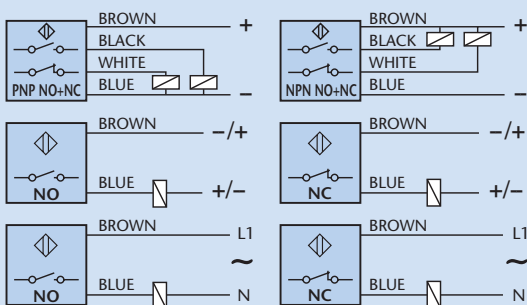 BROWN +
BLACK
WHITE
PNP NO+NC BLUE −
BROWN +
BLACK
WHITE
NPN NO+NC BLUE −
BROWN −/+
NO BLUE +/−
BROWN −/+
NC BLUE +/−
BROWN L1
~
NO BLUE N
BROWN L1
~
NC BLUE N